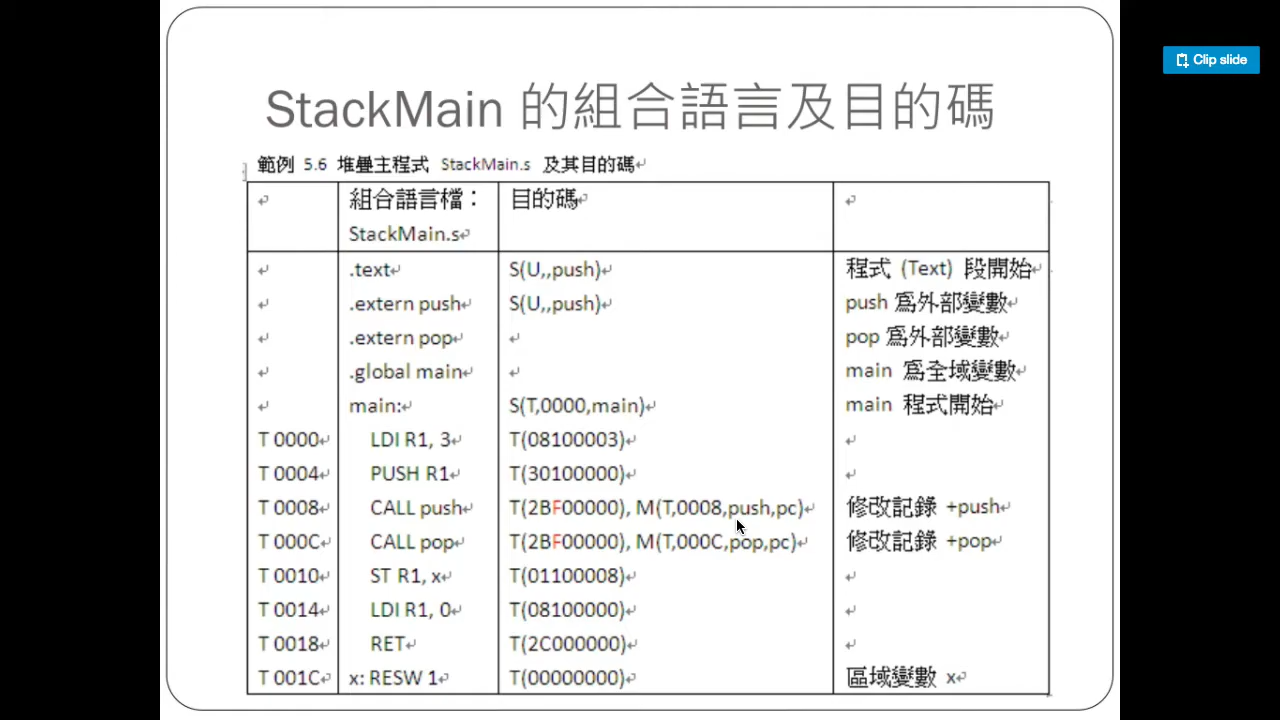 Clip slide
StackMain 的組合語言及目的碼
範例 5.6 堆疊主程式 StackMain.s 及其目的碼
組合語言檔： 目的碼
StackMain.s
.text S(U,,push) 程式 (Text) 段開始
.extern push S(U,,push) push 為外部變數
.extern pop pop 為外部變數
.global main main 為全域變數
main: S(T,0000,main) main 程式開始
T 0000 LDI R1, 3 T(08100003)
T 0004 PUSH R1 T(30100000)
T 0008 CALL push T(2BF00000), M(T,0008,push,pc) 修改記錄 +push
T 000C CALL pop T(2BF00000), M(T,000C,pop,pc) 修改記錄 +pop
T 0010 ST R1, x T(01100008)
T 0014 LDI R1, 0 T(08100000)
T 0018 RET T(2C000000)
T 001C x: RESW 1 T(00000000) 區域變數 x